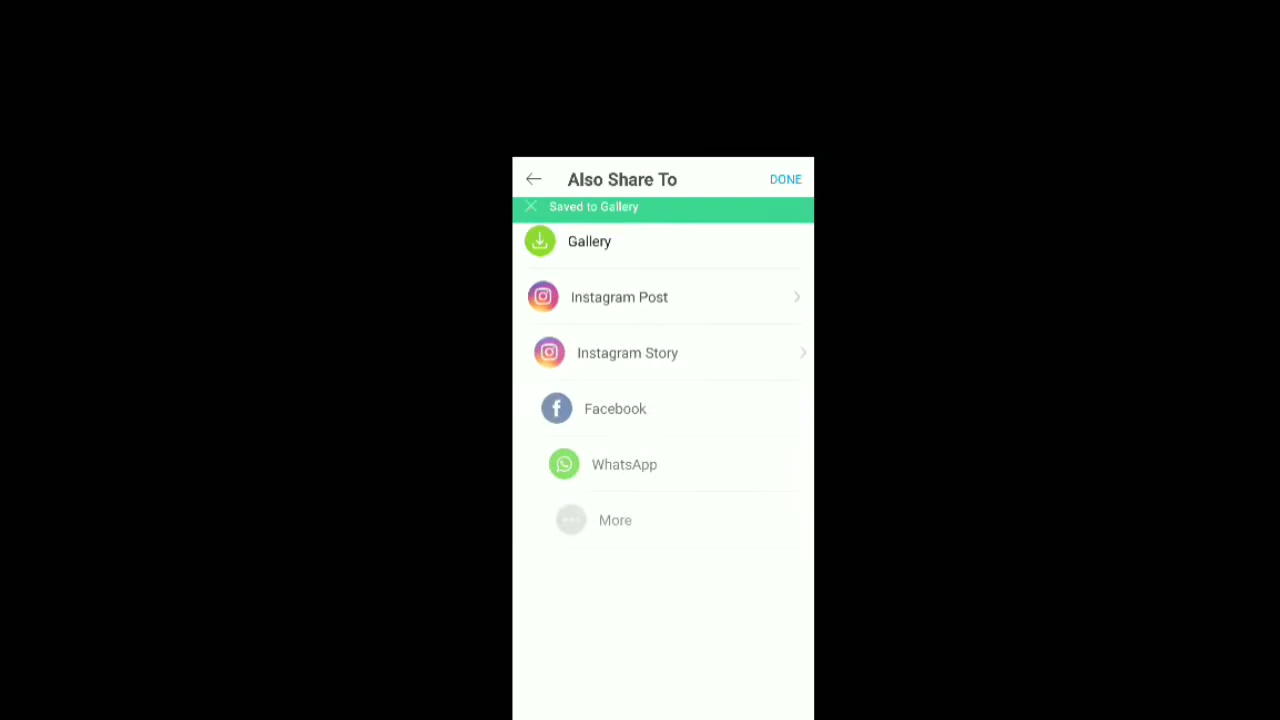 Also Share To
DONE
Saved to Gallery
Gallery
Instagram Post
Instagram Story
Facebook
WhatsApp
More